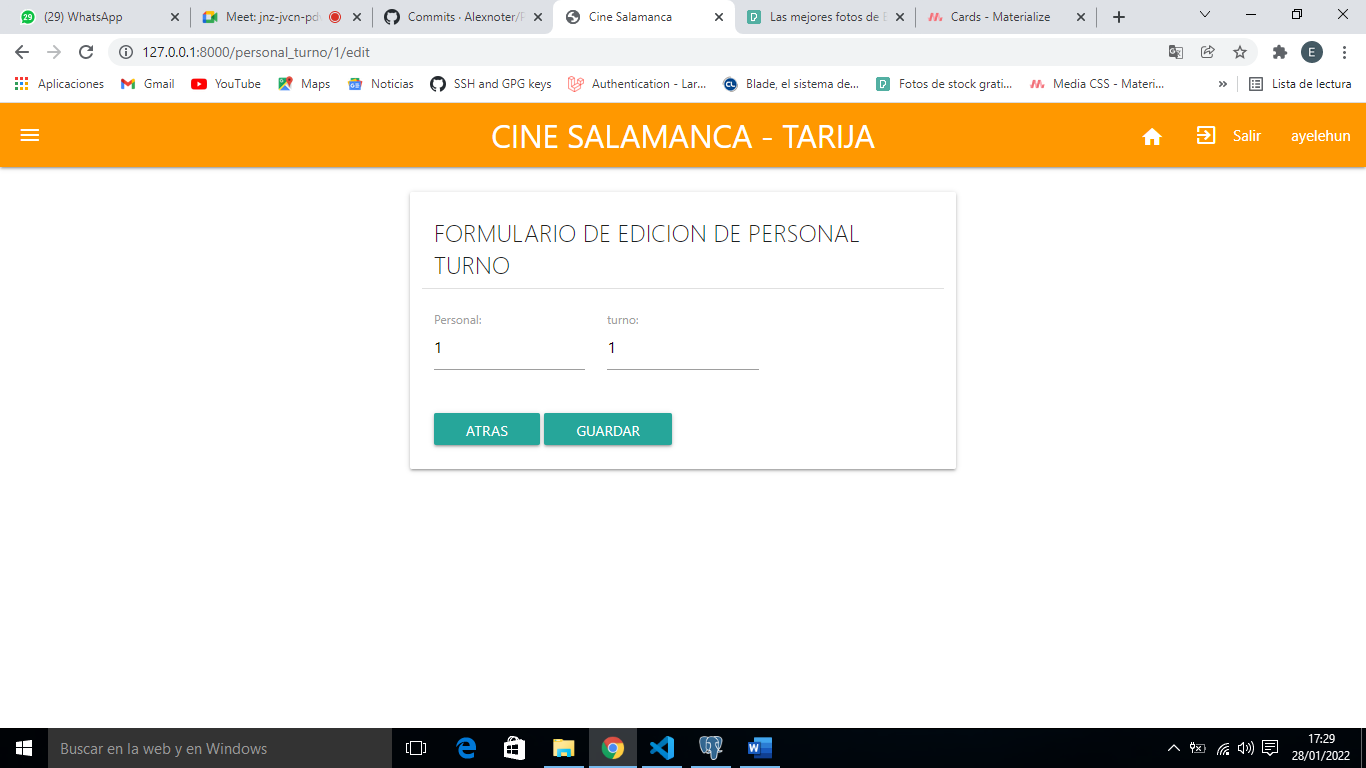 (29) WhatsApp
Meet: jnz-jvcn-pd
Commits · Alexnoter/P
Cine Salamanca
Las mejores fotos de E
Cards - Materialize
127.0.0.1:8000/personal_turno/1/edit
E
Aplicaciones
Gmail
YouTube
Maps
Noticias
SSH and GPG keys
Authentication - Lar...
CL
Blade, el sistema de...
Fotos de stock grati...
Media CSS - Materi...
»
Lista de lectura
CINE SALAMANCA - TARIJA
Salir
ayelehun
FORMULARIO DE EDICION DE PERSONAL
TURNO
Personal:
turno:
1
1
ATRAS
GUARDAR
Buscar en la web y en Windows
17:29
28/01/2022